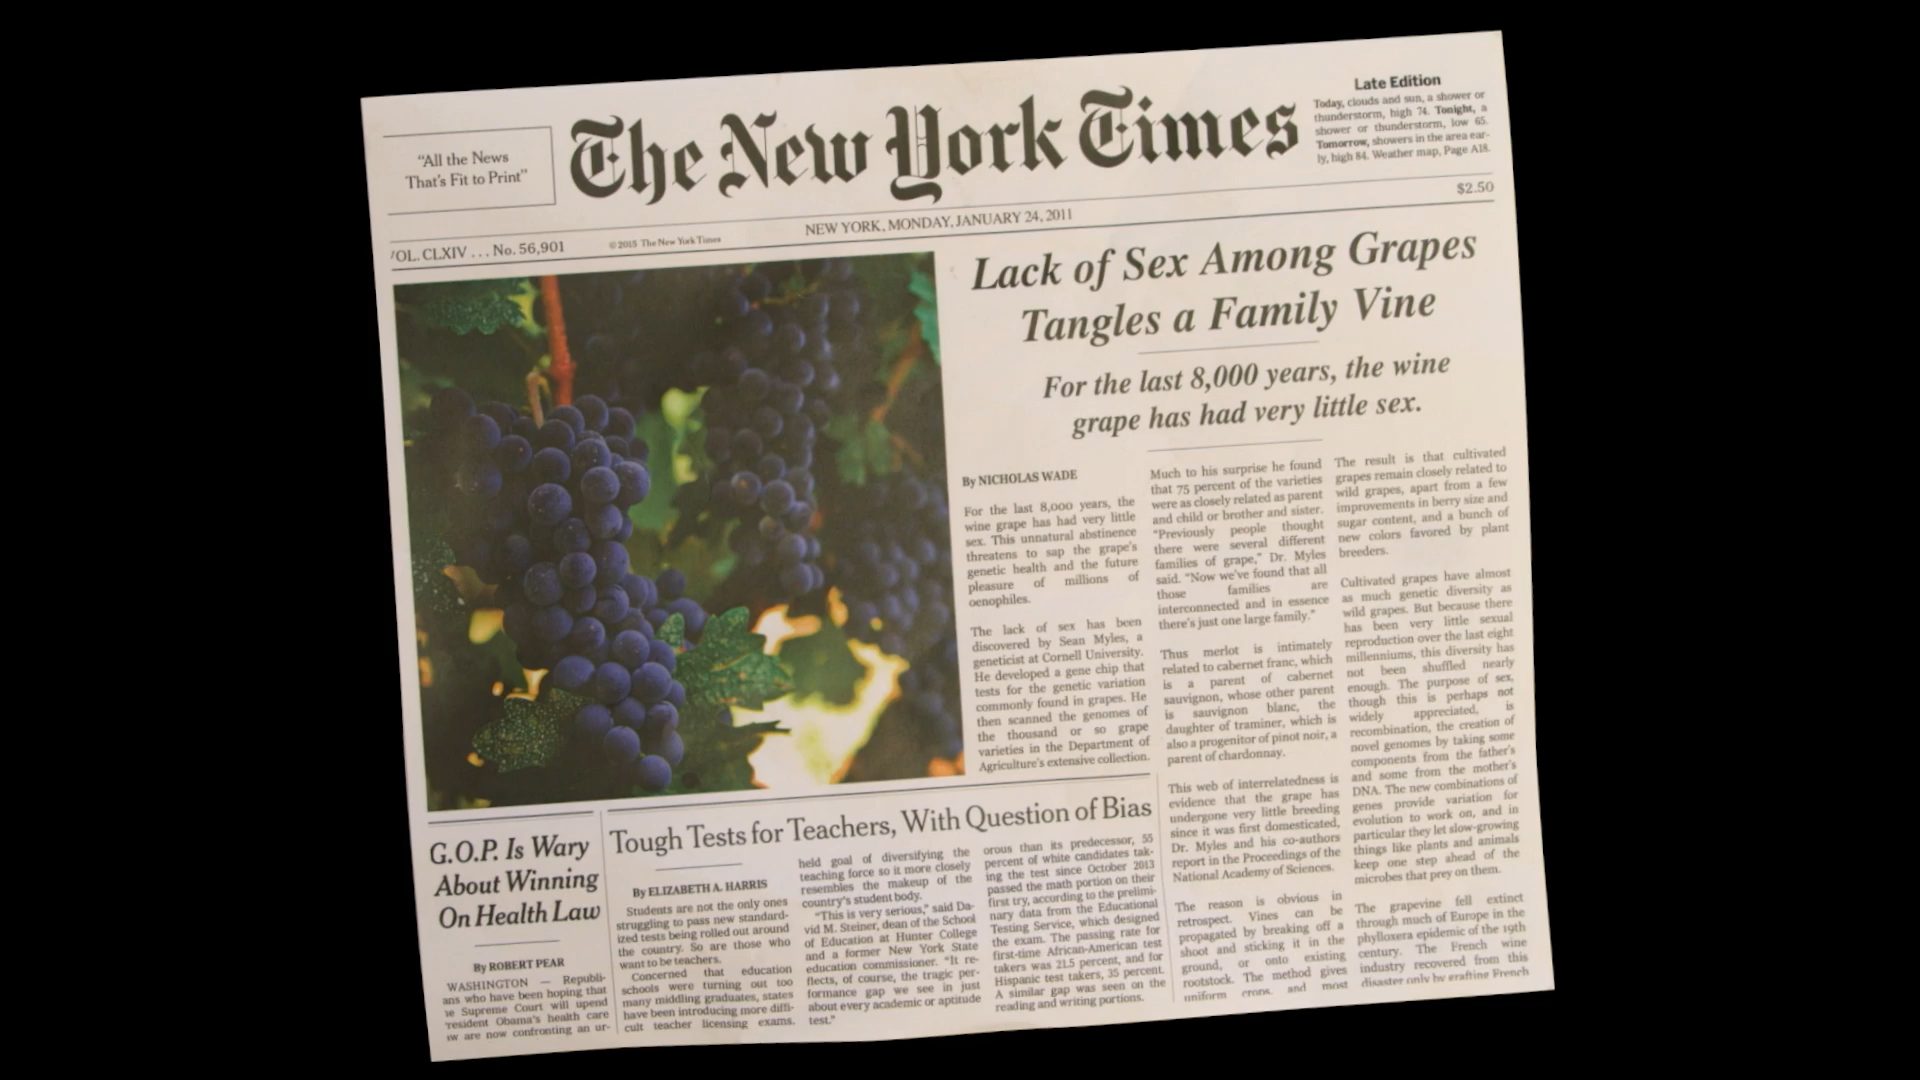 "All the News
That's Fit to Print"
The New York Times
Late Edition
Today, clouds and sun, a shower or
thunderstorm, high 74. Tonight, a
shower or thunderstorm, low 65.
Tomorrow, showers in the area ear-
ly, high 84. Weather map, Page A18.
VOL. CLXIV . . . No. 56,901
© 2015 The New York Times
NEW YORK, MONDAY, JANUARY 24, 2011
$2.50
Lack of Sex Among Grapes
Tangles a Family Vine
For the last 8,000 years, the wine
grape has had very little sex.
By NICHOLAS WADE
For the last 8,000 years, the
wine grape has had very little
sex. This unnatural abstinence
threatens to sap the grape's
genetic health and the future
pleasure of millions of
oenophiles.
The lack of sex has been
discovered by Sean Myles, a
geneticist at Cornell University.
He developed a gene chip that
tests for the genetic variation
commonly found in grapes. He
then scanned the genomes of
the thousand or so grape
varieties in the Department of
Agriculture's extensive collection.
Much to his surprise he found
that 75 percent of the varieties
were as closely related as parent
and child or brother and sister.
"Previously people thought
there were several different
families of grape," Dr. Myles
said. "Now we've found that all
those families are
interconnected and in essence
there's just one large family."
Thus merlot is intimately
related to cabernet franc, which
is a parent of cabernet
sauvignon, whose other parent
is sauvignon blanc, the
daughter of traminer, which is
also a progenitor of pinot noir, a
parent of chardonnay.
This web of interrelatedness is
evidence that the grape has
undergone very little breeding
since it was first domesticated,
Dr. Myles and his co-authors
report in the Proceedings of the
National Academy of Sciences.
The reason is obvious in
retrospect. Vines can be
propagated by breaking off a
shoot and sticking it in the
ground, or onto existing
rootstock. The method gives
uniform crops, and most
The result is that cultivated
grapes remain closely related to
wild grapes, apart from a few
improvements in berry size and
sugar content, and a bunch of
new colors favored by plant
breeders.
Cultivated grapes have almost
as much genetic diversity as
wild grapes. But because there
has been very little sexual
reproduction over the last eight
millenniums, this diversity has
not been shuffled nearly
enough. The purpose of sex,
though this is perhaps not
widely appreciated, is
recombination, the creation of
novel genomes by taking some
components from the father's
and some from the mother's
DNA. The new combinations of
genes provide variation for
evolution to work on, and in
particular they let slow-growing
things like plants and animals
keep one step ahead of the
microbes that prey on them.
The grapevine fell extinct
through much of Europe in the
phylloxera epidemic of the 19th
century. The French wine
industry recovered from this
disaster only by grafting French
G.O.P. Is Wary
About Winning
On Health Law
By ROBERT PEAR
WASHINGTON — Republi-
ans who have been hoping that
he Supreme Court will upend
resident Obama's health care
ew are now confronting an ur-
Tough Tests for Teachers, With Question of Bias
By ELIZABETH A. HARRIS
Students are not the only ones
struggling to pass new standard-
ized tests being rolled out around
the country. So are those who
want to be teachers.
Concerned that education
schools were turning out too
many middling graduates, states
have been introducing more diffi-
cult teacher licensing exams.
held goal of diversifying the
teaching force so it more closely
resembles the makeup of the
country's student body.
"This is very serious," said Da-
vid M. Steiner, dean of the School
of Education at Hunter College
and a former New York State
education commissioner. "It re-
flects, of course, the tragic per-
formance gap we see in just
about every academic or aptitude
test."
orous than its predecessor, 55
percent of white candidates tak-
ing the test since October 2013
passed the math portion on their
first try, according to the prelimi-
nary data from the Educational
Testing Service, which designed
the exam. The passing rate for
first-time African-American test
takers was 21.5 percent, and for
Hispanic test takers, 35 percent.
A similar gap was seen on the
reading and writing portions.